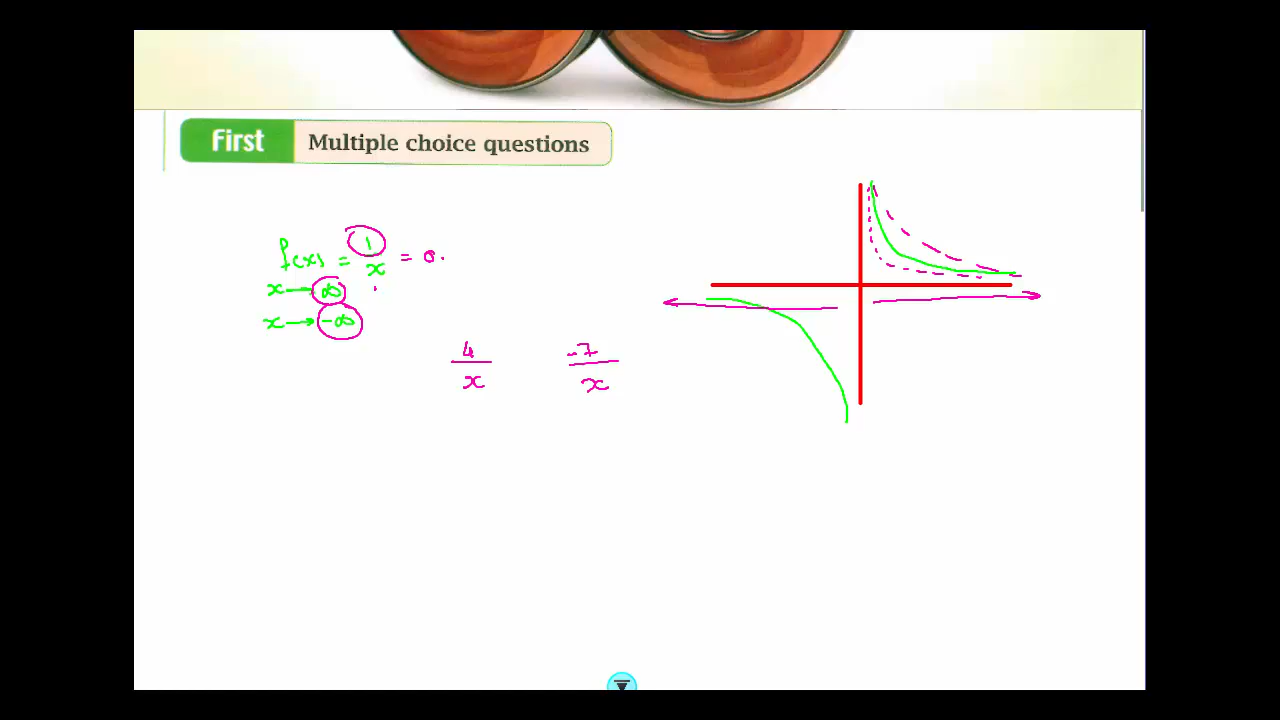 First Multiple choice questions
f(x) = 1/x = 0.
x → ∞
x → -∞
4/x -7/x